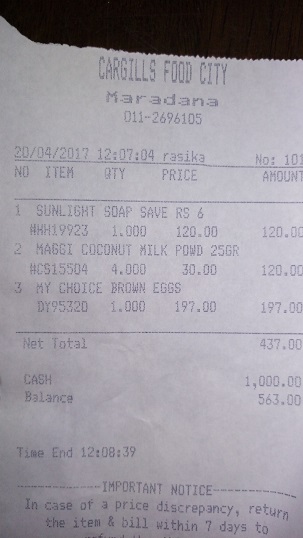 CARGILLS FOOD CITY
Maradana
011-2696105
20/04/2017 12:07:04 rasika No: 101
NO ITEM QTY PRICE AMOUNT
1 SUNLIGHT SOAP SAVE RS 6
HHH19923 1.000 120.00 120.00
2 MAGGI COCONUT MILK POWD 25GR
HCS15504 4.000 30.00 120.00
3 MY CHOICE BROWN EGGS
DY95320 1.000 197.00 197.00
Net Total 437.00
CASH 1,000.00
Balance 563.00
Time End 12:08:39
IMPORTANT NOTICE
In case of a price discrepancy, return
the item & bill within 7 days to